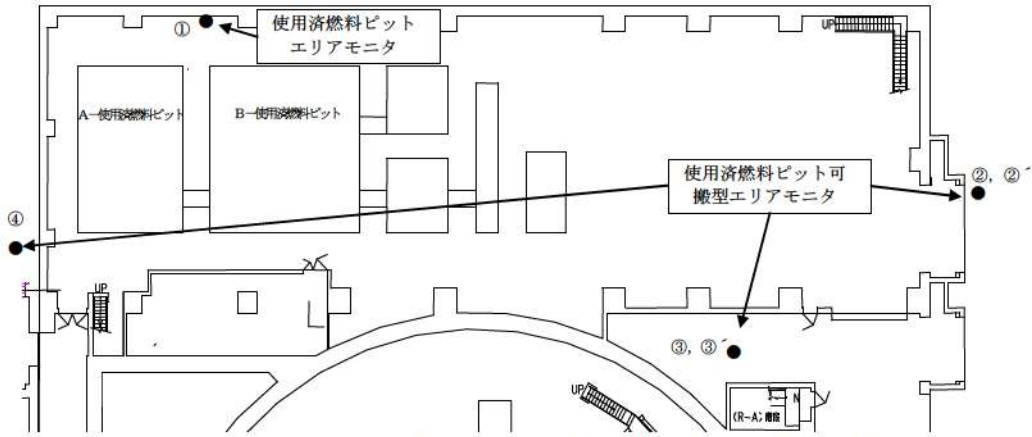 ①
使用済燃料ピット
エリアモニタ
UP
A-使用済燃料ピット
B-使用済燃料ピット
使用済燃料ピット可
搬型エリアモニタ
②, ②´
④
UP
③, ③´
UP
N
(R-A)階段